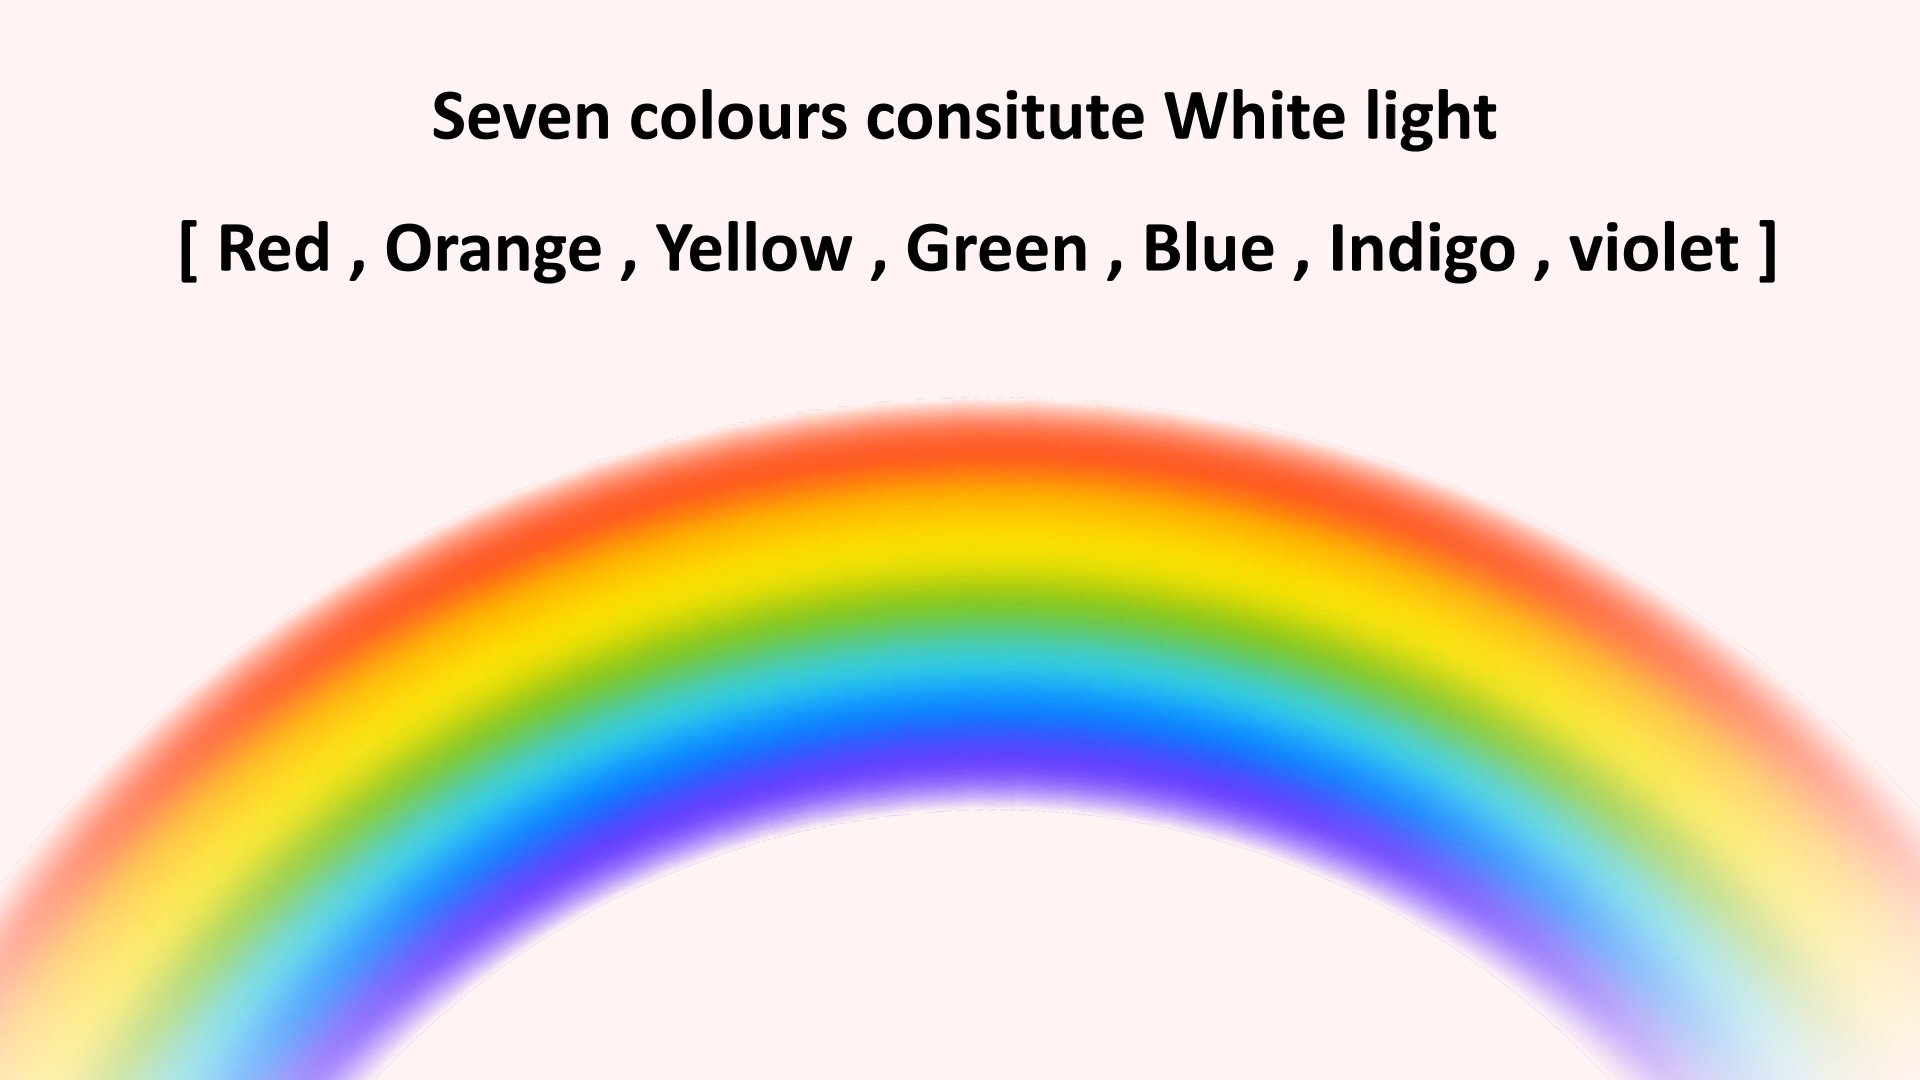 Seven colours consitute White light
[ Red , Orange , Yellow , Green , Blue , Indigo , violet ]